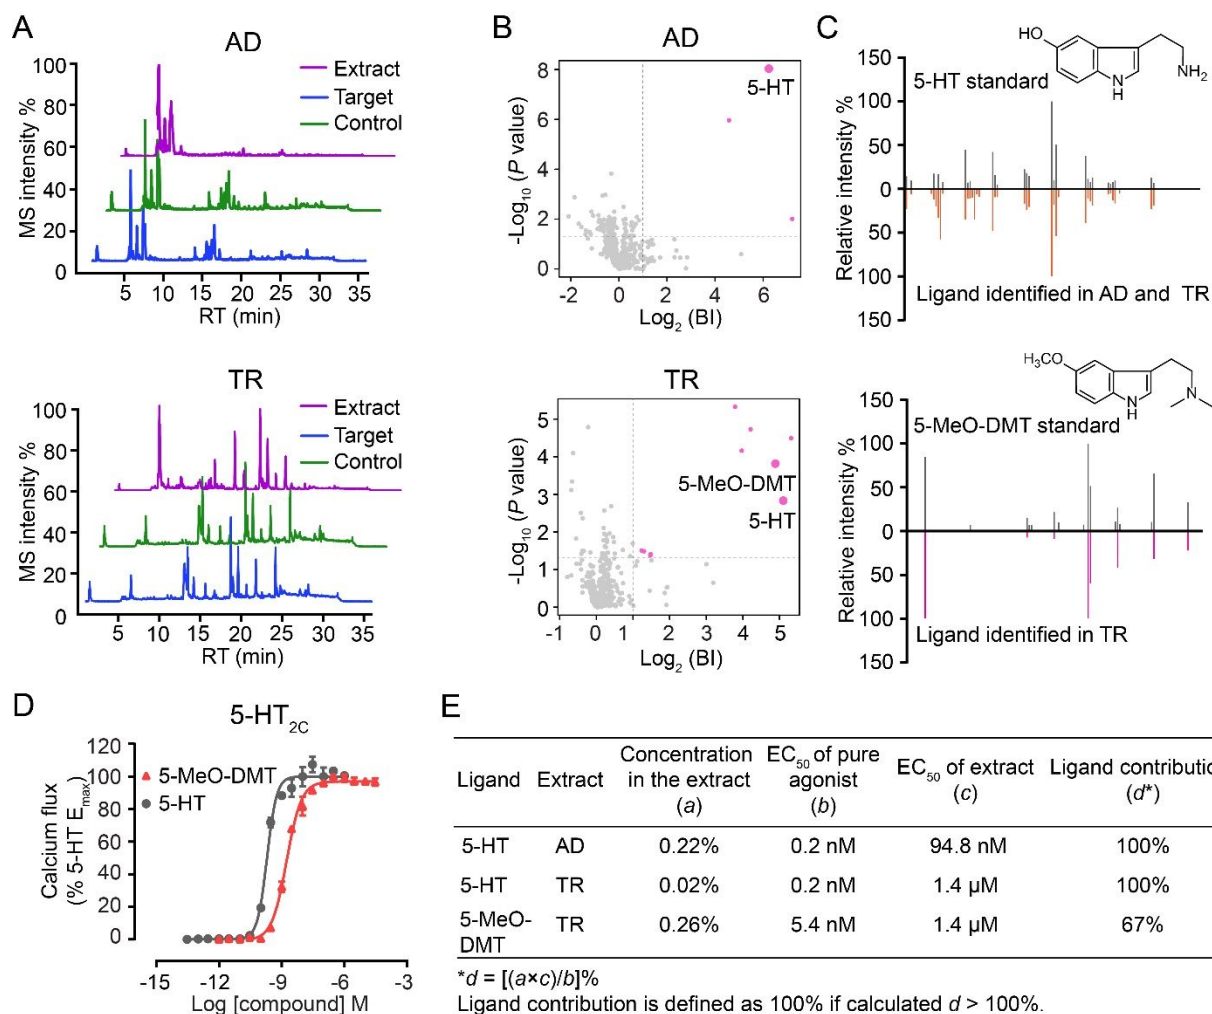 A
AD
Extract
Target
Control
MS intensity %
100
80
60
40
20
0
5 10 15 20 25 30 35
RT (min)
TR
Extract
Target
Control
MS intensity %
100
80
60
40
20
0
5 10 15 20 25 30 35
RT (min)
B
AD
5-HT
-Log10 (P value)
8
6
4
2
0
-2 0 2 4 6
Log2 (BI)
TR
5-MeO-DMT
5-HT
-Log10 (P value)
5
4
3
2
1
0
-1 0 1 2 3 4 5
Log2 (BI)
C
HO
NH2
N
H
5-HT standard
Relative intensity %
150
100
50
0
50
100
150
Ligand identified in AD and TR
H3CO
N
N
H
5-MeO-DMT standard
Relative intensity %
150
100
50
0
50
100
150
Ligand identified in TR
D
5-HT2C
5-MeO-DMT
5-HT
Calcium flux
(% 5-HT Emax)
120
100
80
60
40
20
0
-15 -12 -9 -6 -3
Log [compound] M
E
Ligand Extract Concentration in the extract (a) EC50 of pure agonist (b) EC50 of extract (c) Ligand contributio (d*)
5-HT AD 0.22% 0.2 nM 94.8 nM 100%
5-HT TR 0.02% 0.2 nM 1.4 µM 100%
5-MeO-DMT TR 0.26% 5.4 nM 1.4 µM 67%
*d = [(a×c)/b]%
Ligand contribution is defined as 100% if calculated d > 100%.